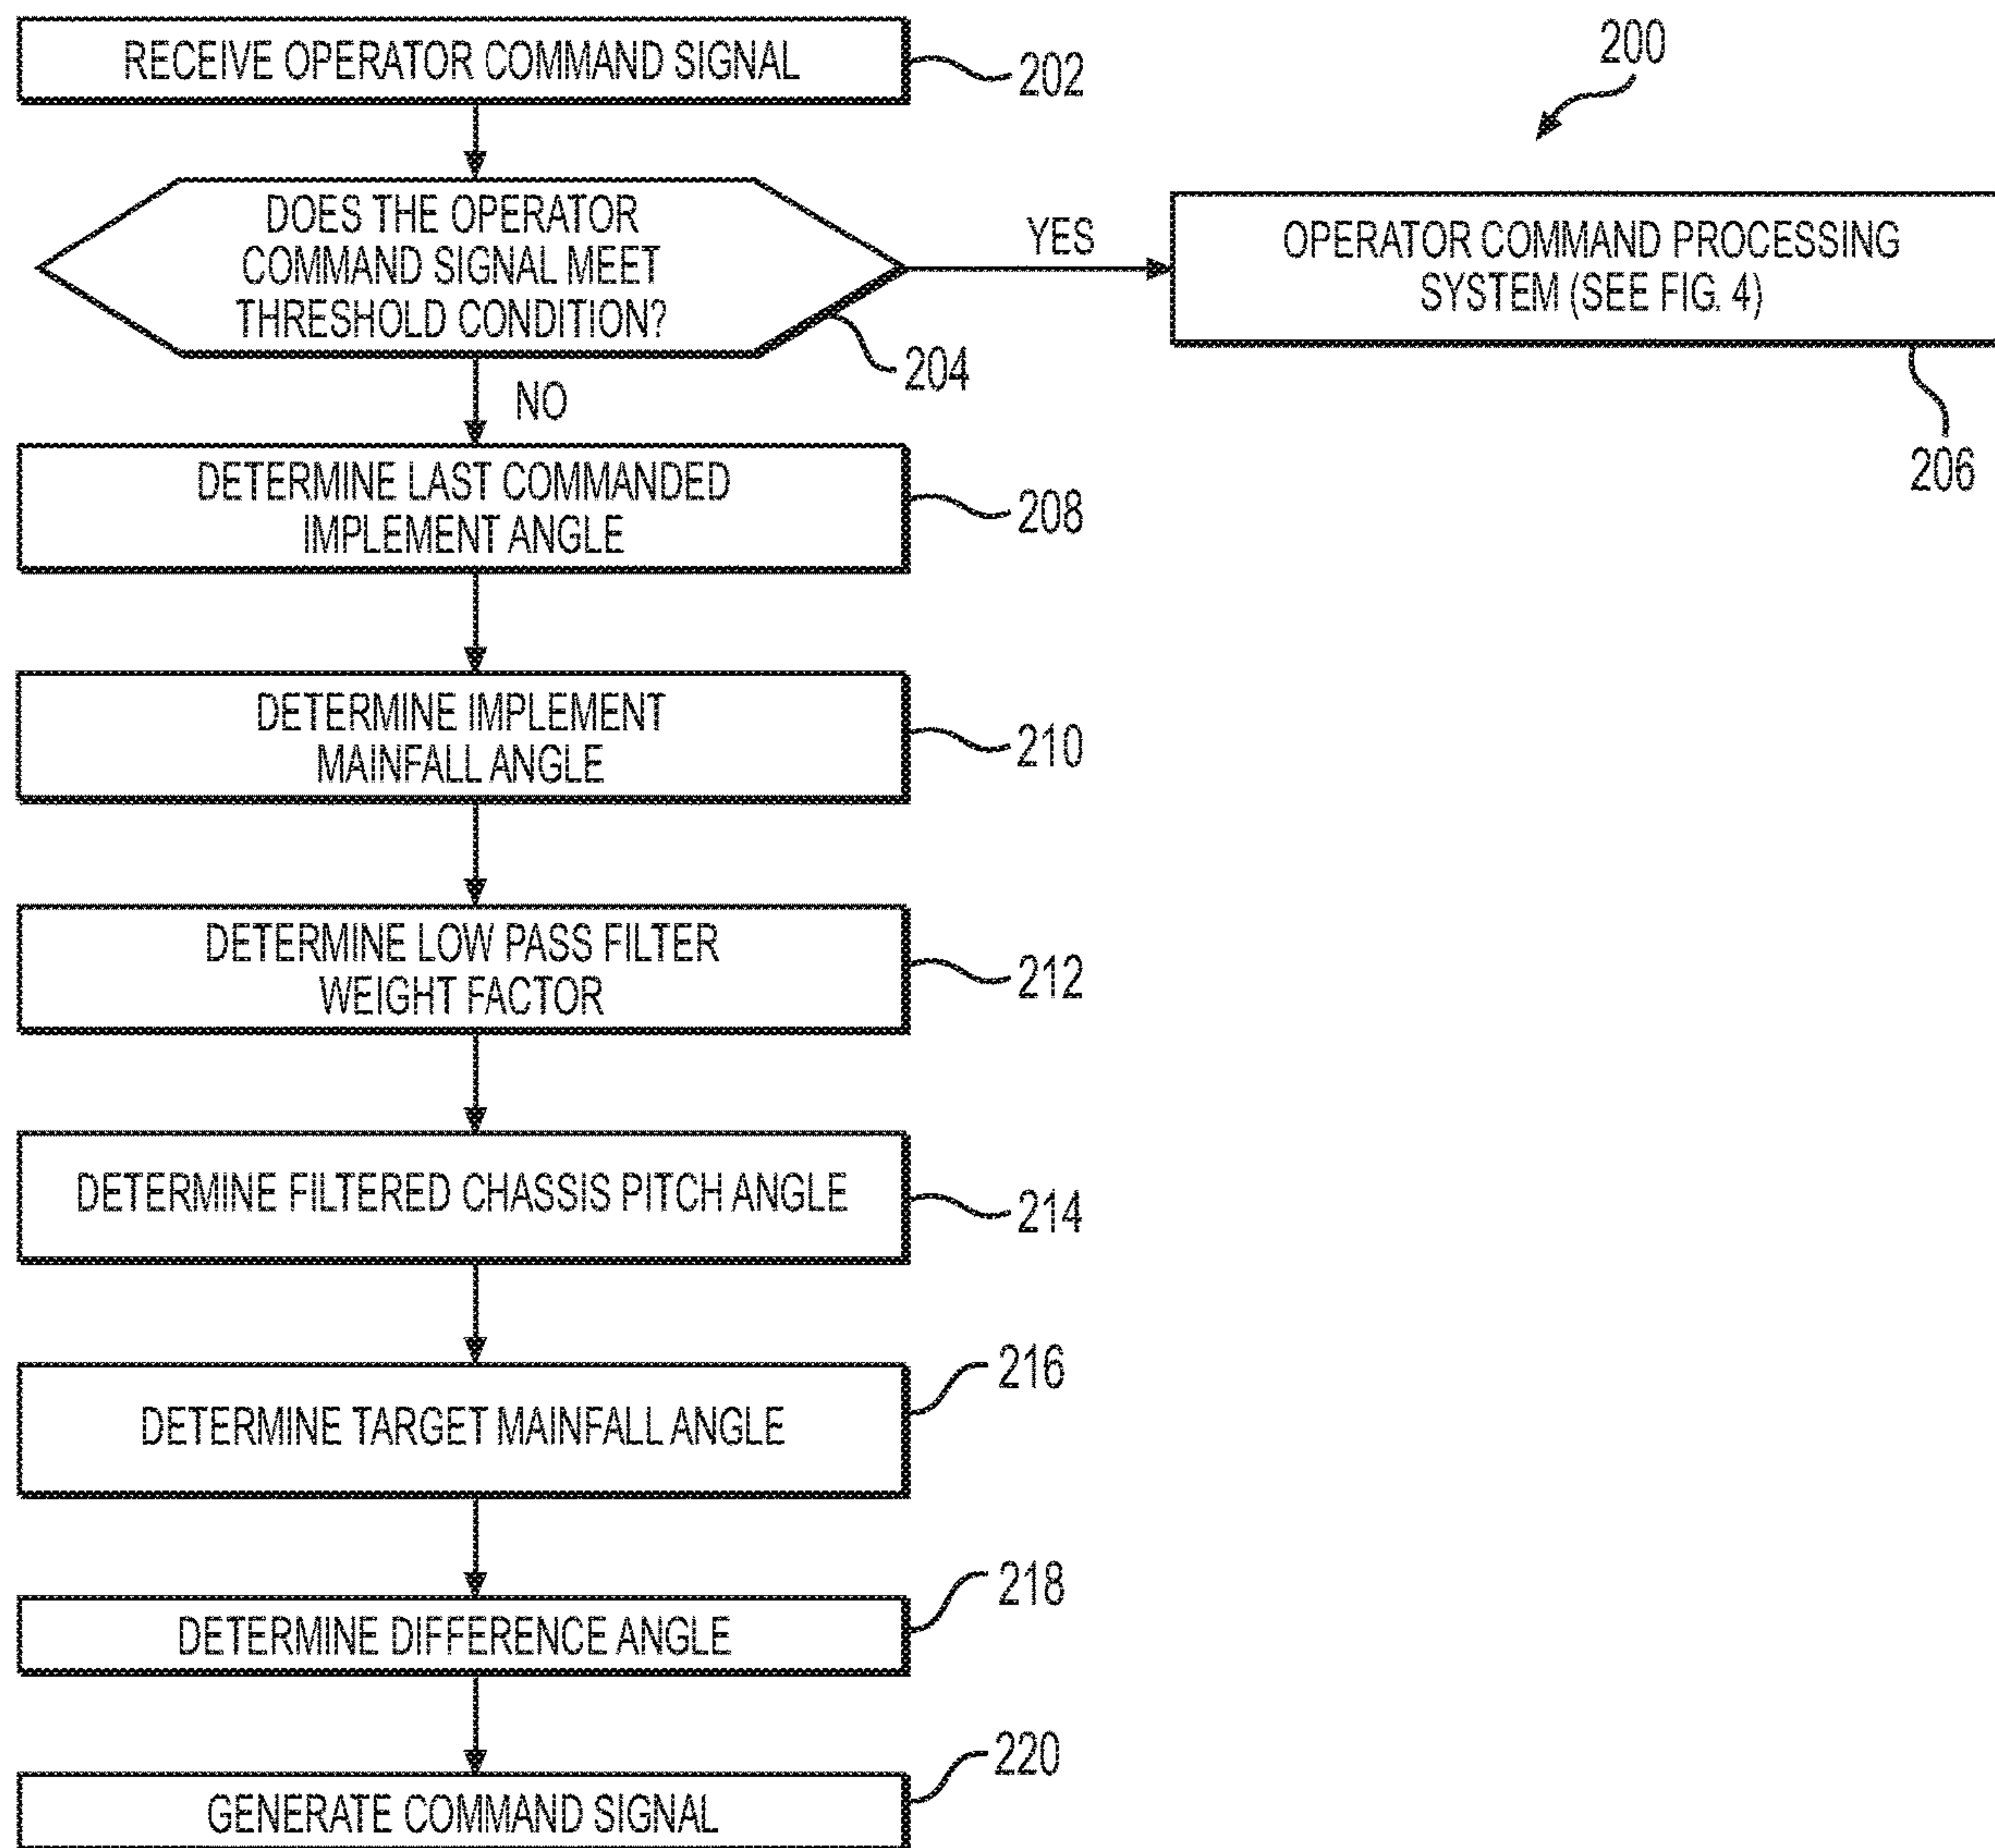 RECEIVE OPERATOR COMMAND SIGNAL
202
200
DOES THE OPERATOR
COMMAND SIGNAL MEET
THRESHOLD CONDITION?
204
YES
OPERATOR COMMAND PROCESSING
SYSTEM (SEE FIG. 4)
206
NO
DETERMINE LAST COMMANDED
IMPLEMENT ANGLE
208
DETERMINE IMPLEMENT
MAINFALL ANGLE
210
DETERMINE LOW PASS FILTER
WEIGHT FACTOR
212
DETERMINE FILTERED CHASSIS PITCH ANGLE
214
DETERMINE TARGET MAINFALL ANGLE
216
DETERMINE DIFFERENCE ANGLE
218
GENERATE COMMAND SIGNAL
220